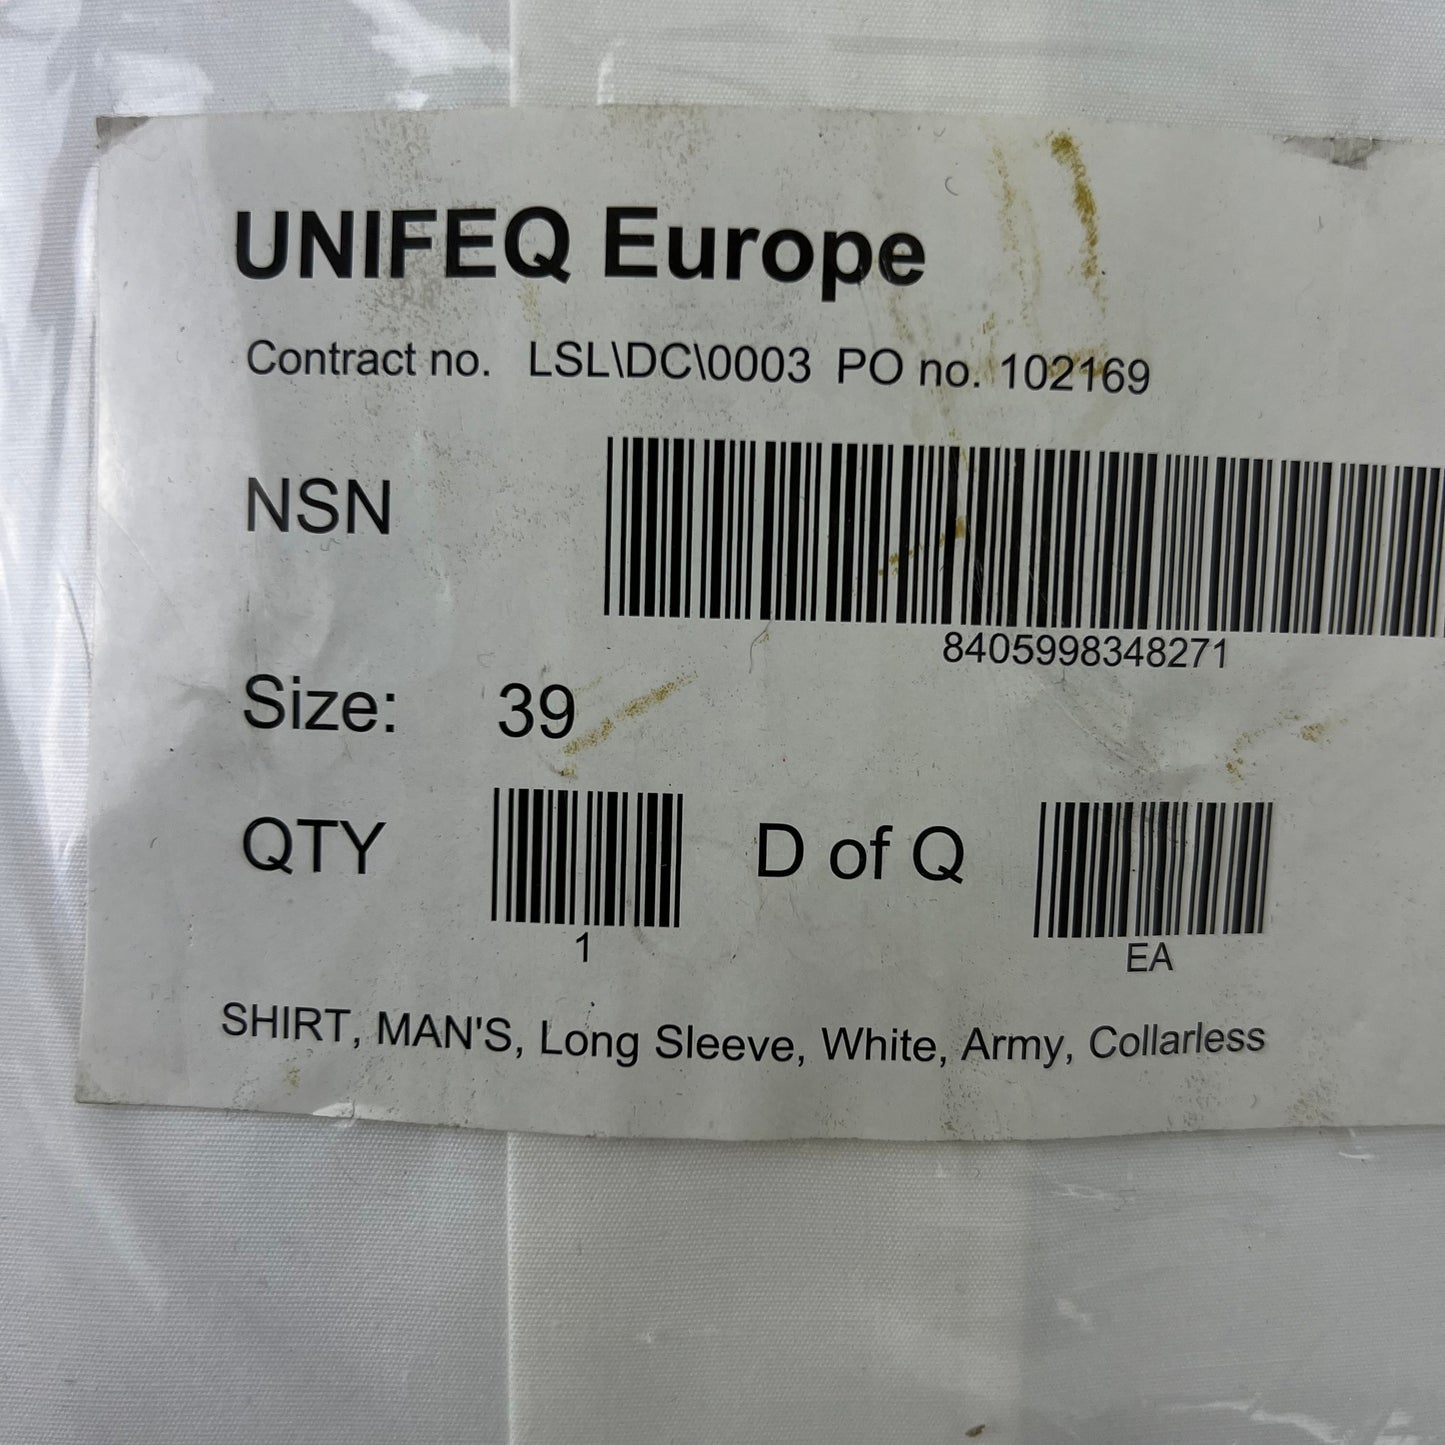 UNIFEQ Europe
Contract no. LSL\DC\0003 PO no. 102169
NSN
8405998348271
Size: 39
QTY D of Q
1 EA
SHIRT, MAN'S, Long Sleeve, White, Army, Collarless